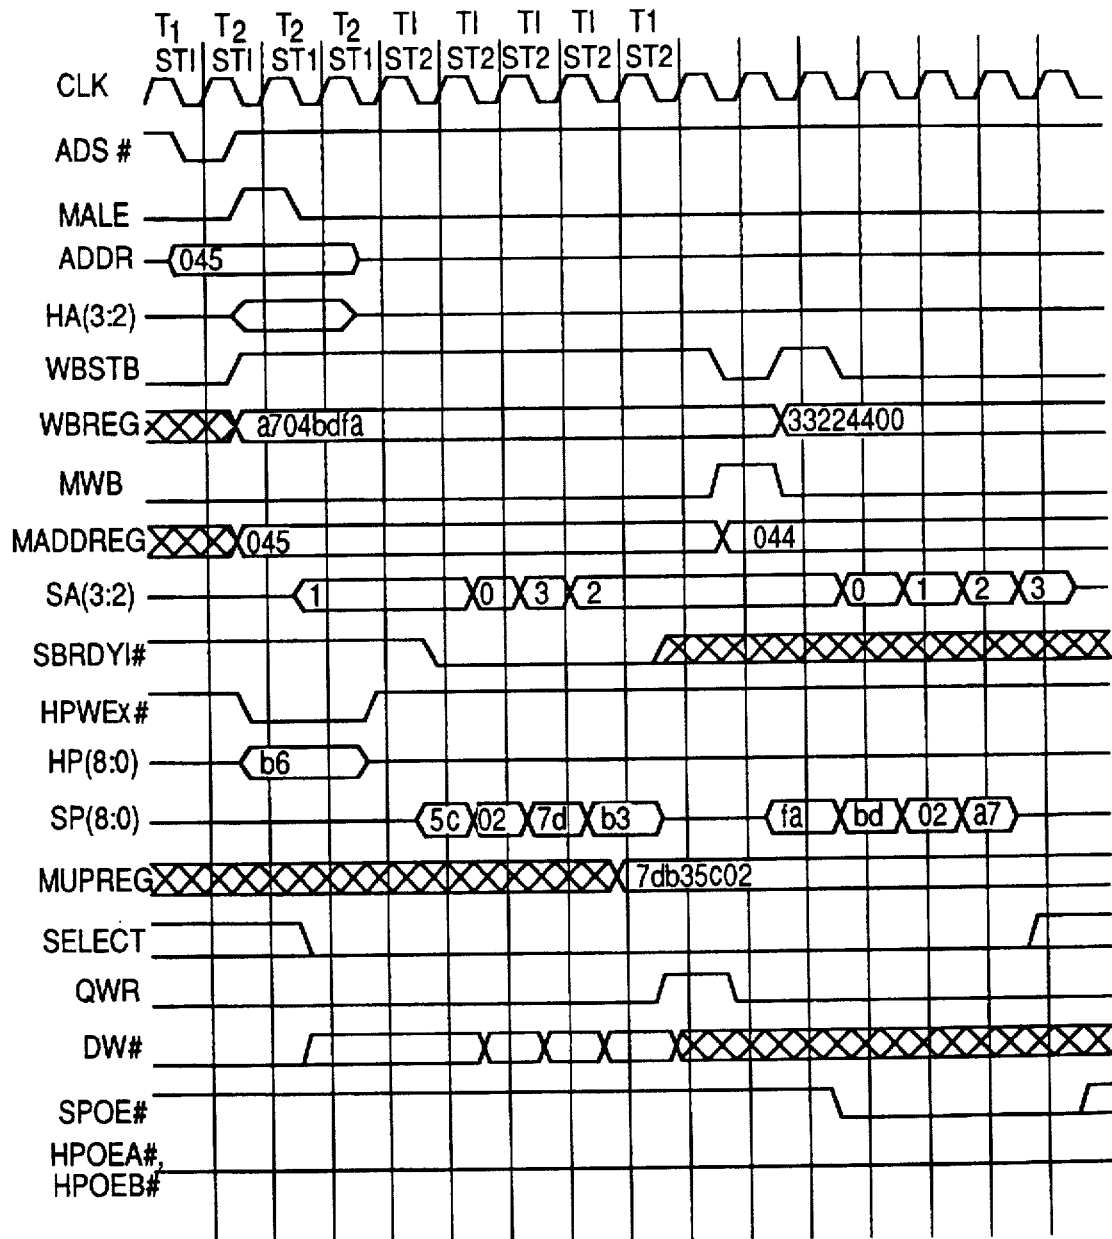 T1 T2 T2 T2 TI TI TI TI T1
STI STI ST1 ST1 ST2 ST2 ST2 ST2 ST2
CLK
ADS #
MALE
ADDR 045
HA(3:2)
WBSTB
WBREG a704bdfa 33224400
MWB
MADDREG 045 044
SA(3:2) 1 0 3 2 0 1 2 3
SBRDYI#
HPWEx#
HP(8:0) b6
SP(8:0) 5c 02 7d b3 fa bd 02 a7
MUPREG 7db35c02
SELECT
QWR
DW#
SPOE#
HPOEA#,
HPOEB#